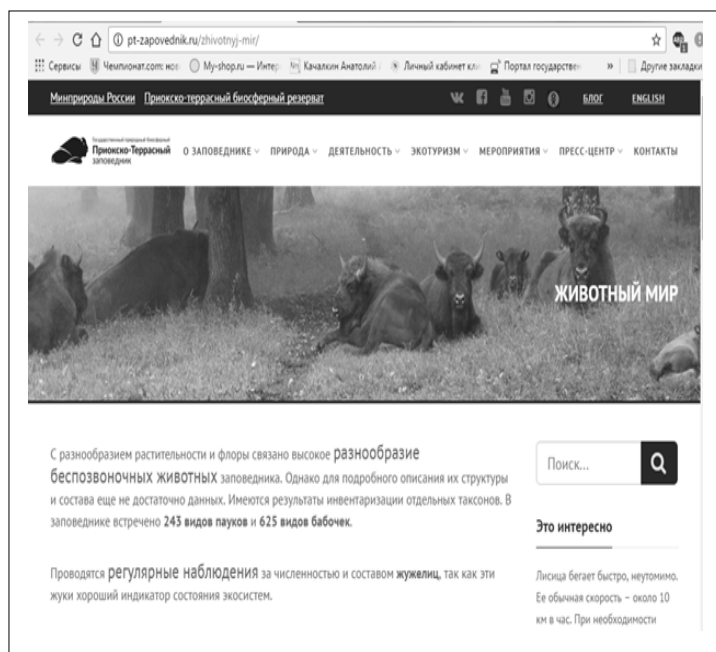 pt-zapovednik.ru/zhivotnyj-mir/
Сервисы Чемпионат.com: нов My-shop.ru — Интер Качалкин Анатолий / Личный кабинет кли Портал государствен » Другие закладки
Минприроды России Приокско-террасный биосферный резерват БЛОГ ENGLISH
Государственный природный биосферный
Приокско-Террасный
заповедник
О ЗАПОВЕДНИКЕ ПРИРОДА ДЕЯТЕЛЬНОСТЬ ЭКОТУРИЗМ МЕРОПРИЯТИЯ ПРЕСС-ЦЕНТР КОНТАКТЫ
ЖИВОТНЫЙ МИР
С разнообразием растительности и флоры связано высокое разнообразие
беспозвоночных животных заповедника. Однако для подробного описания их структуры
и состава еще не достаточно данных. Имеются результаты инвентаризации отдельных таксонов. В
заповеднике встречено 243 видов пауков и 625 видов бабочек.
Проводятся регулярные наблюдения за численностью и составом жужелиц, так как эти
жуки хороший индикатор состояния экосистем.
Поиск...
Это интересно
Лисица бегает быстро, неутомимо.
Ее обычная скорость – около 10
км в час. При необходимости